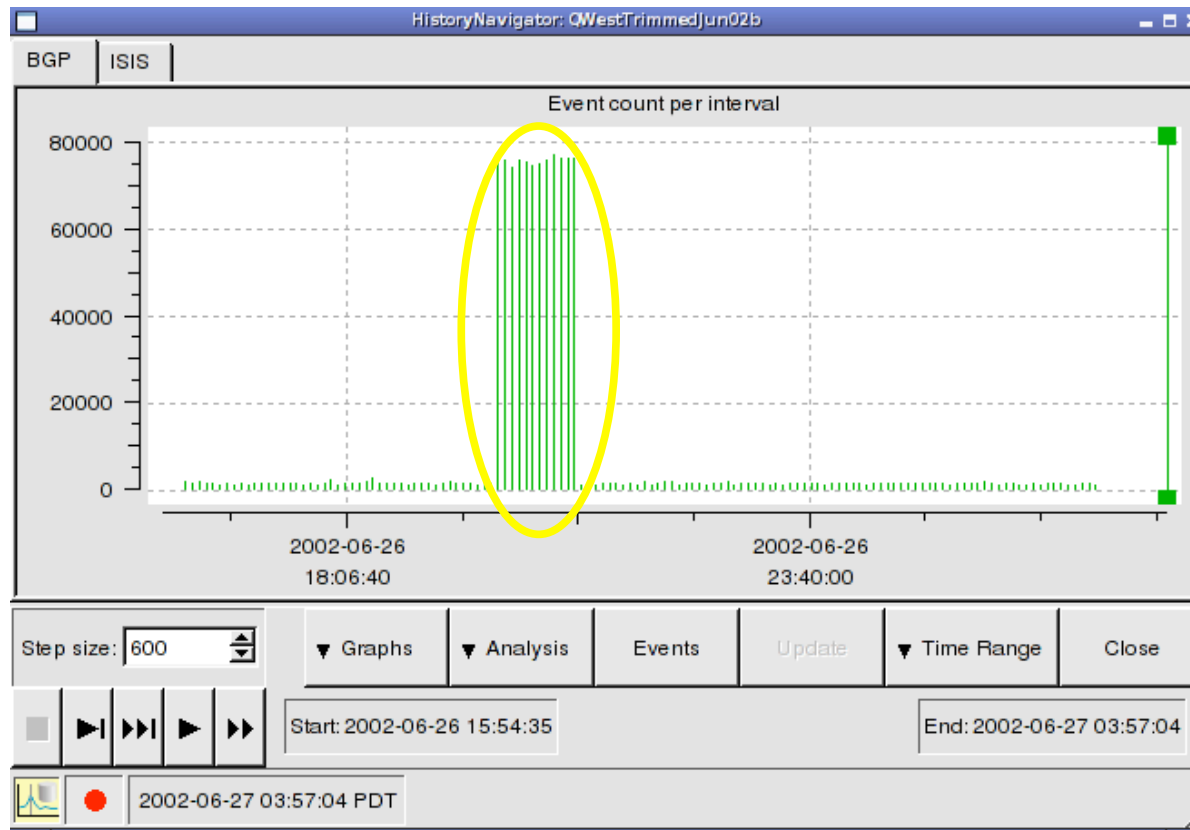 HistoryNavigator: QWestTrimmedJun02b
BGP ISIS
Event count per interval
80000
60000
40000
20000
0
2002-06-26 2002-06-26
18:06:40 23:40:00
Step size: 600 Graphs Analysis Events Update Time Range Close
Start: 2002-06-26 15:54:35 End: 2002-06-27 03:57:04
2002-06-27 03:57:04 PDT